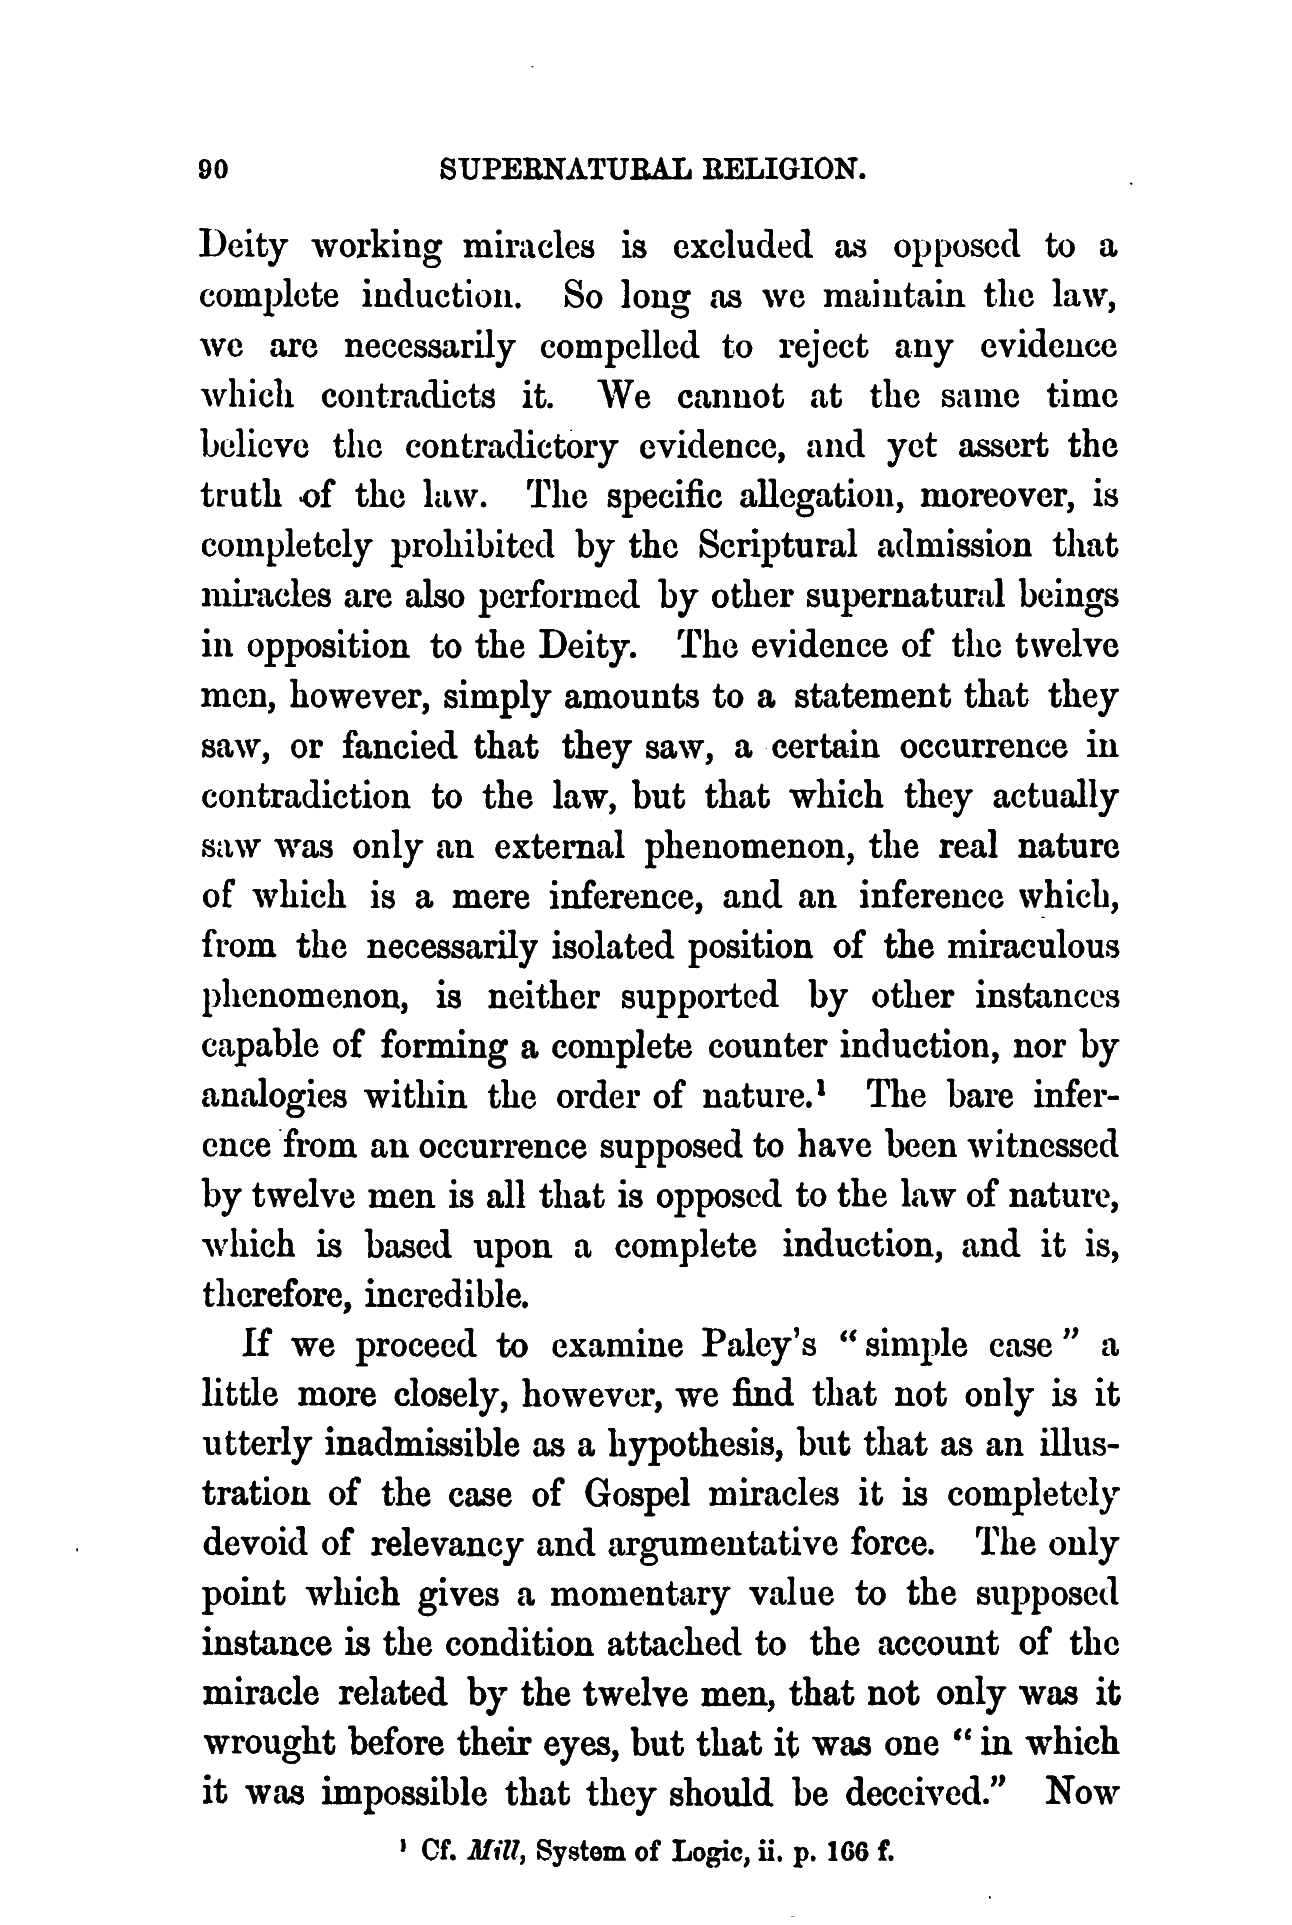 90 SUPERNATURAL RELIGION.
Deity working miracles is excluded as opposed to a
complete induction. So long as we maintain the law,
we are necessarily compelled to reject any evidence
which contradicts it. We cannot at the same time
believe the contradictory evidence, and yet assert the
truth of the law. The specific allegation, moreover, is
completely prohibited by the Scriptural admission that
miracles are also performed by other supernatural beings
in opposition to the Deity. The evidence of the twelve
men, however, simply amounts to a statement that they
saw, or fancied that they saw, a certain occurrence in
contradiction to the law, but that which they actually
saw was only an external phenomenon, the real nature
of which is a mere inference, and an inference which,
from the necessarily isolated position of the miraculous
phenomenon, is neither supported by other instances
capable of forming a complete counter induction, nor by
analogies within the order of nature.¹ The bare infer-
ence from an occurrence supposed to have been witnessed
by twelve men is all that is opposed to the law of nature,
which is based upon a complete induction, and it is,
therefore, incredible.
If we proceed to examine Paley's "simple case" a
little more closely, however, we find that not only is it
utterly inadmissible as a hypothesis, but that as an illus-
tration of the case of Gospel miracles it is completely
devoid of relevancy and argumentative force. The only
point which gives a momentary value to the supposed
instance is the condition attached to the account of the
miracle related by the twelve men, that not only was it
wrought before their eyes, but that it was one "in which
it was impossible that they should be deceived." Now
¹ Cf. Mill, System of Logic, ii. p. 166 f.